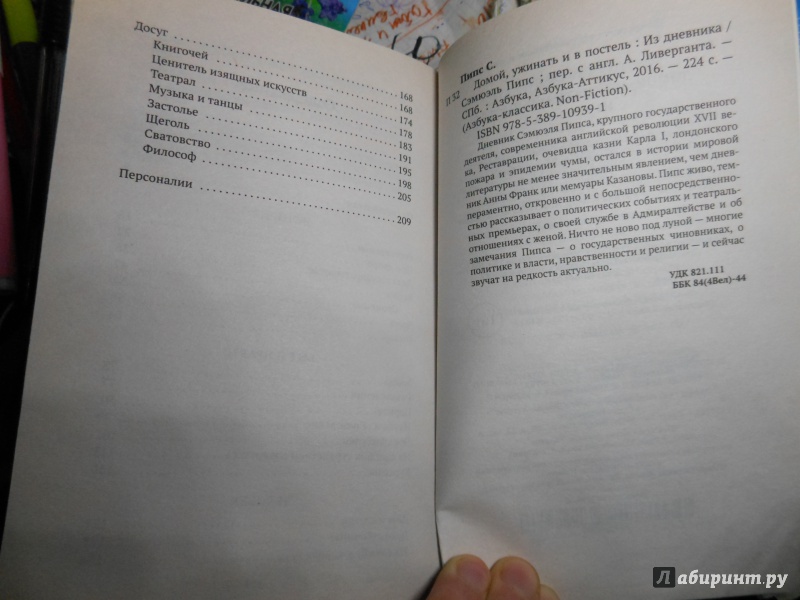 Досуг 168
Книгочей 168
Ценитель изящных искусств 174
Театрал 178
Музыка и танцы 183
Застолье 191
Щеголь 195
Сватовство 198
Философ 205
Персоналии 209
Пипс С.
П 32 Домой, ужинать и в постель : Из дневника /
Сэмюэль Пипс ; пер. с англ. А. Ливерганта. —
СПб. : Азбука, Азбука-Аттикус, 2016. — 224 с. —
(Азбука-классика. Non-Fiction).
ISBN 978-5-389-10939-1
Дневник Сэмюэля Пипса, крупного государственного
деятеля, современника английской революции XVII ве-
ка, Реставрации, очевидца казни Карла I, лондонского
пожара и эпидемии чумы, остался в истории мировой
литературы не менее значительным явлением, чем днев-
ник Анны Франк или мемуары Казановы. Пипс живо, тем-
пераментно, откровенно и с большой непосредственно-
стью рассказывает о политических событиях и театраль-
ных премьерах, о своей службе в Адмиралтействе и об
отношениях с женой. Ничто не ново под луной — многие
замечания Пипса — о государственных чиновниках, о
политике и власти, нравственности и религии — и сейчас
звучат на редкость актуально.
УДК 821.111
ББК 84(4Вел)-44
Лабиринт.ру